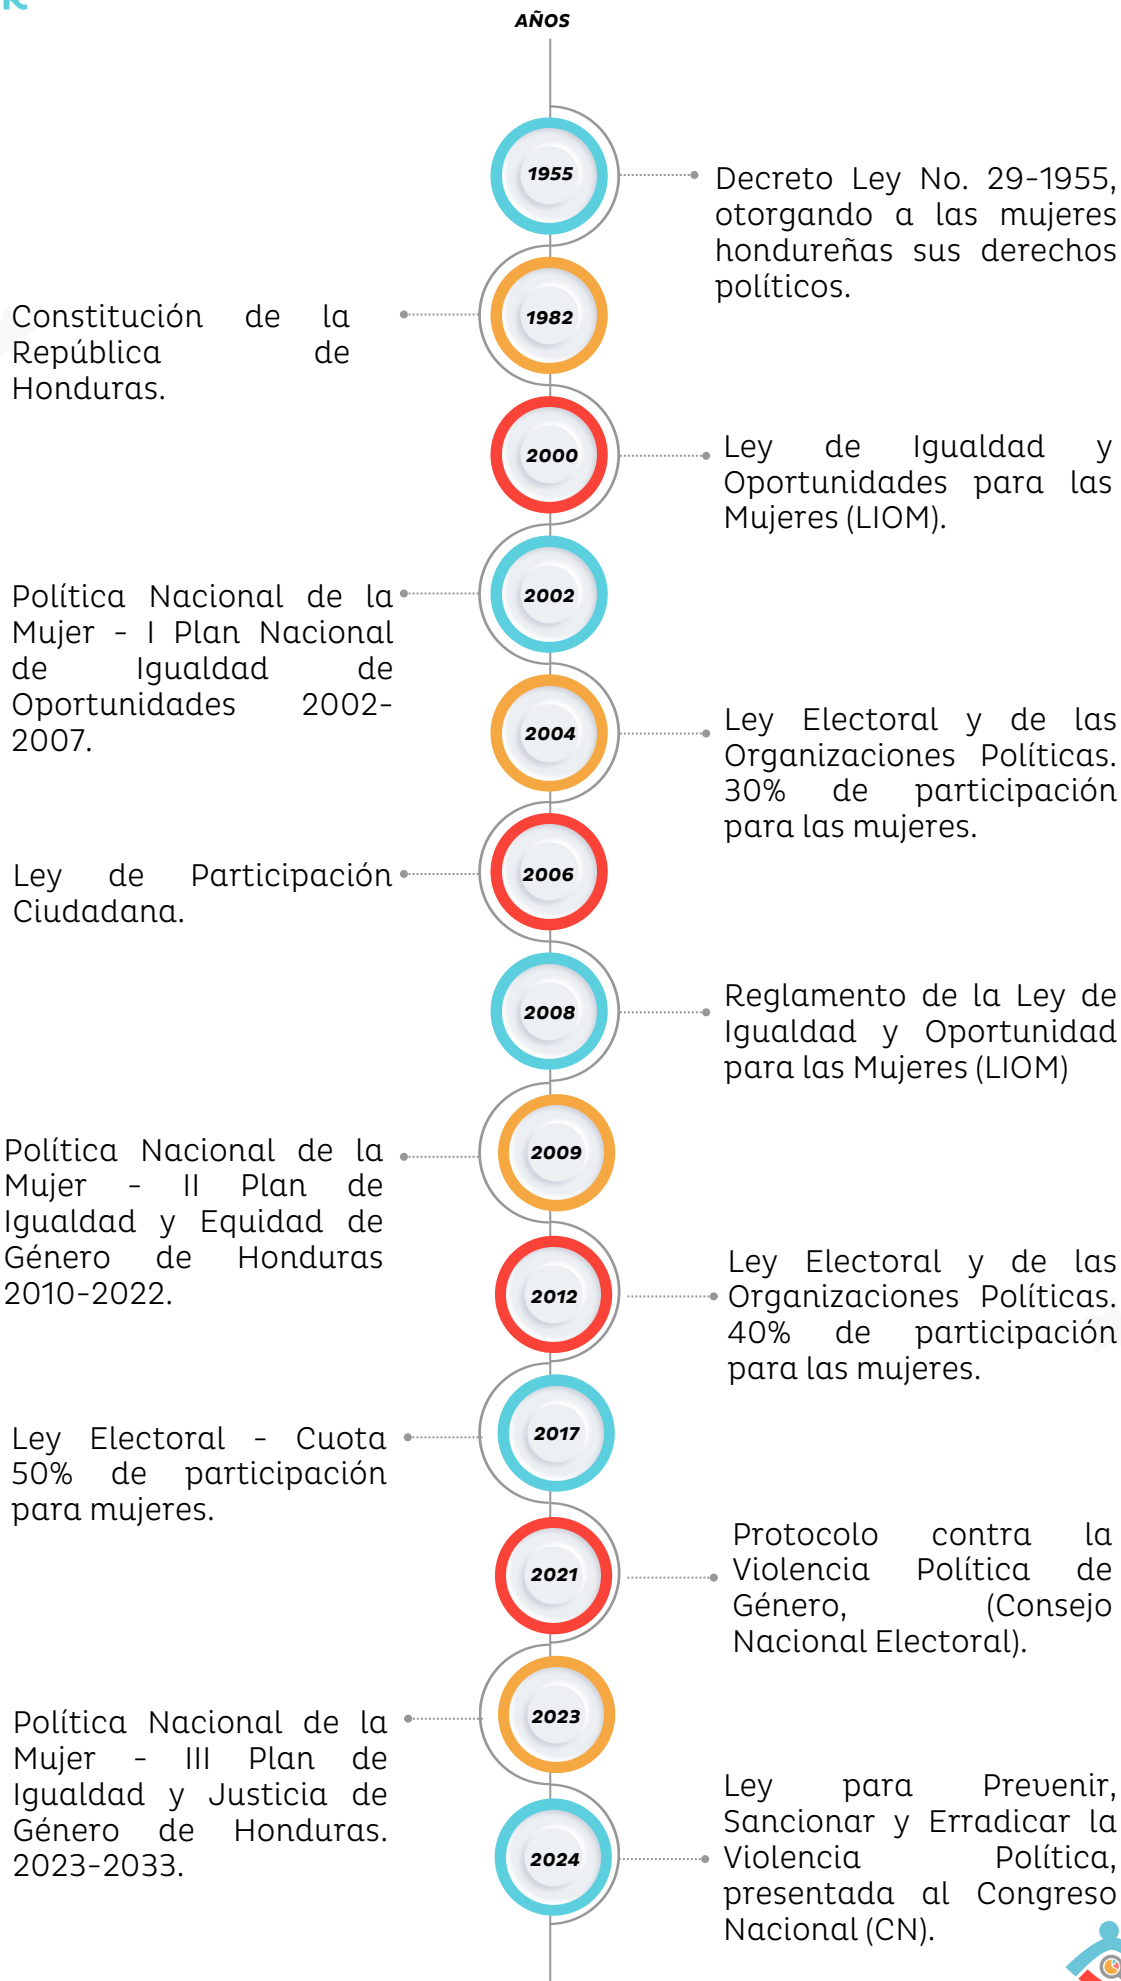 AÑOS
1955
Decreto Ley No. 29-1955,
otorgando a las mujeres
hondureñas sus derechos
políticos.
1982
Constitución de la
República de
Honduras.
2000
Ley de Igualdad y
Oportunidades para las
Mujeres (LIOM).
2002
Política Nacional de la
Mujer - I Plan Nacional
de Igualdad de
Oportunidades 2002-
2007.
2004
Ley Electoral y de las
Organizaciones Políticas.
30% de participación
para las mujeres.
2006
Ley de Participación
Ciudadana.
2008
Reglamento de la Ley de
Igualdad y Oportunidad
para las Mujeres (LIOM)
2009
Política Nacional de la
Mujer - II Plan de
Igualdad y Equidad de
Género de Honduras
2010-2022.
2012
Ley Electoral y de las
Organizaciones Políticas.
40% de participación
para las mujeres.
2017
Ley Electoral - Cuota
50% de participación
para mujeres.
2021
Protocolo contra la
Violencia Política de
Género, (Consejo
Nacional Electoral).
2023
Política Nacional de la
Mujer - III Plan de
Igualdad y Justicia de
Género de Honduras.
2023-2033.
2024
Ley para Prevenir,
Sancionar y Erradicar la
Violencia Política,
presentada al Congreso
Nacional (CN).